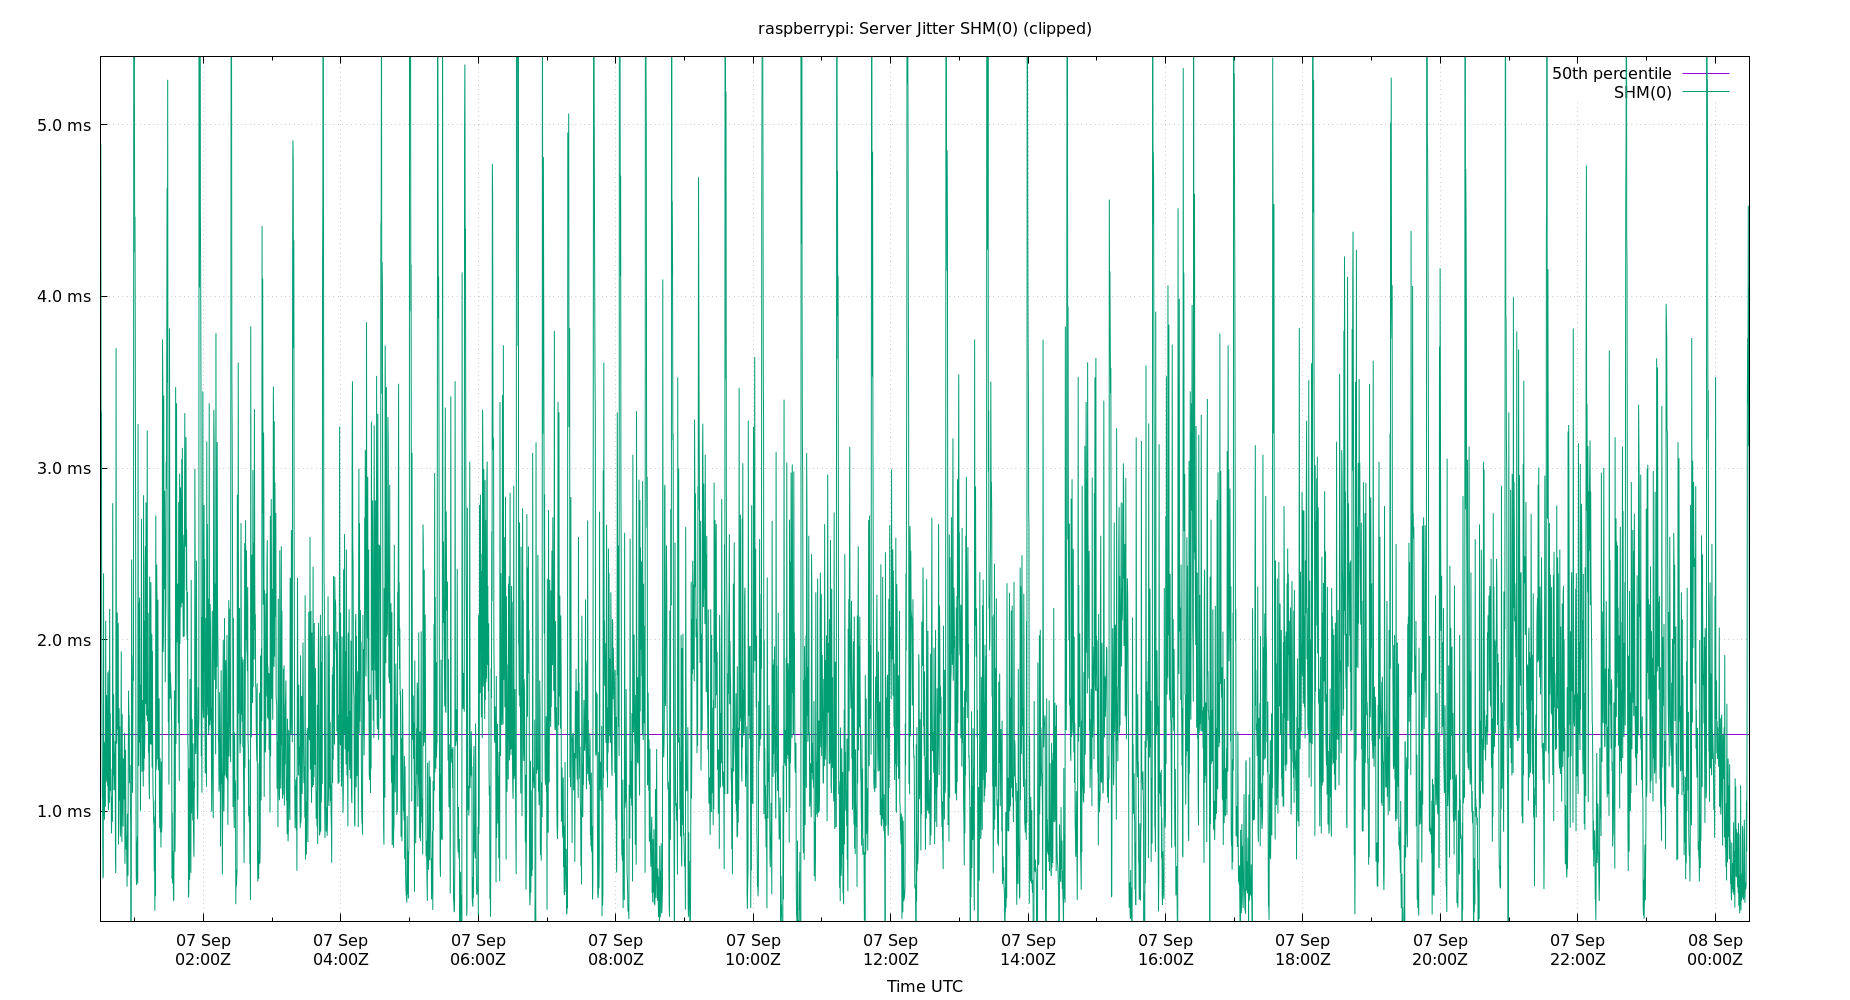 raspberrypi: Server Jitter SHM(0) (clipped)
50th percentile
SHM(0)
5.0 ms
4.0 ms
3.0 ms
2.0 ms
1.0 ms
07 Sep 07 Sep 07 Sep 07 Sep 07 Sep 07 Sep 07 Sep 07 Sep 07 Sep 07 Sep 07 Sep 08 Sep
02:00Z 04:00Z 06:00Z 08:00Z 10:00Z 12:00Z 14:00Z 16:00Z 18:00Z 20:00Z 22:00Z 00:00Z
Time UTC